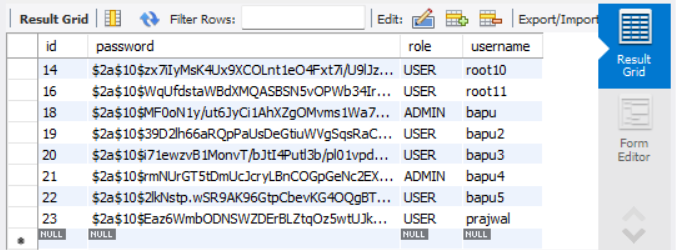 Result Grid Filter Rows: Edit: Export/Import
id password role username
14 $2a$10$zx7iIyMsK4Ux9XCOLnt1eO4Fxt7i/U9lJz... USER root10
16 $2a$10$WqUfdstaWBdXMQASBSN5vOPWb34Ir... USER root11
18 $2a$10$MF0oN1y/ut6JyCi1AhXZgOMvms1Wa7... ADMIN bapu
19 $2a$10$39D2lh66aRQpPaUsDeGtiuWVgSqsRaC... USER bapu2
20 $2a$10$i71ewzvB1MonvT/bJtI4Putl3b/pl01vpd... USER bapu3
21 $2a$10$rmNUrGT5tDmUcJcryLBnCOGpGeNc2EX... ADMIN bapu4
22 $2a$10$2lkNstp.wSR9AK96GtpCbevKG4OQgBT... USER bapu5
23 $2a$10$Eaz6WmbODNSWZDErBLZtqOz5wtUJk... USER prajwal
NULL NULL NULL NULL
Result
Grid
Form
Editor